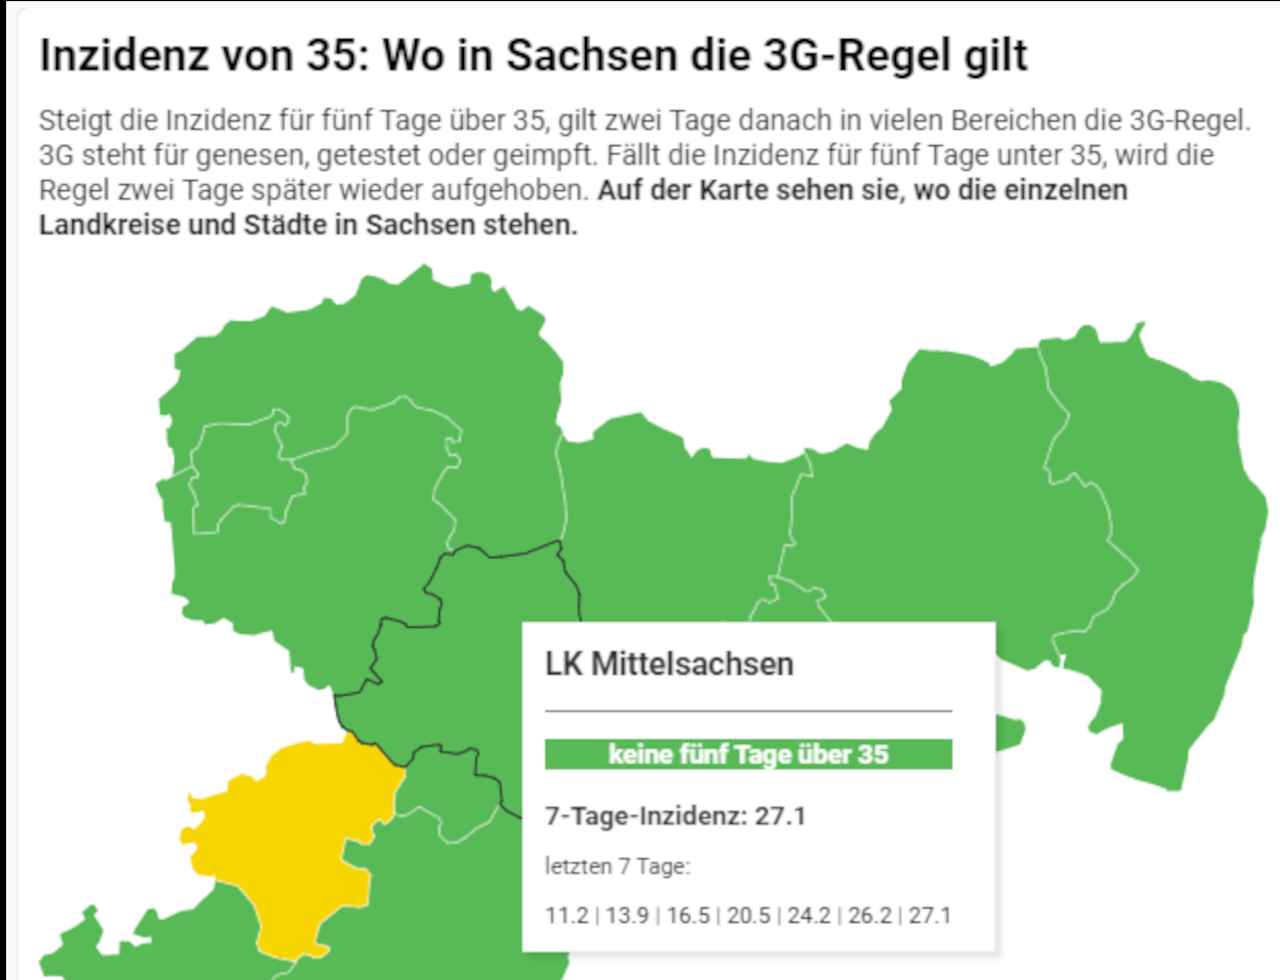 Inzidenz von 35: Wo in Sachsen die 3G-Regel gilt
Steigt die Inzidenz für fünf Tage über 35, gilt zwei Tage danach in vielen Bereichen die 3G-Regel.
3G steht für genesen, getestet oder geimpft. Fällt die Inzidenz für fünf Tage unter 35, wird die
Regel zwei Tage später wieder aufgehoben. Auf der Karte sehen sie, wo die einzelnen
Landkreise und Städte in Sachsen stehen.
LK Mittelsachsen
keine fünf Tage über 35
7-Tage-Inzidenz: 27.1
letzten 7 Tage:
11.2 | 13.9 | 16.5 | 20.5 | 24.2 | 26.2 | 27.1